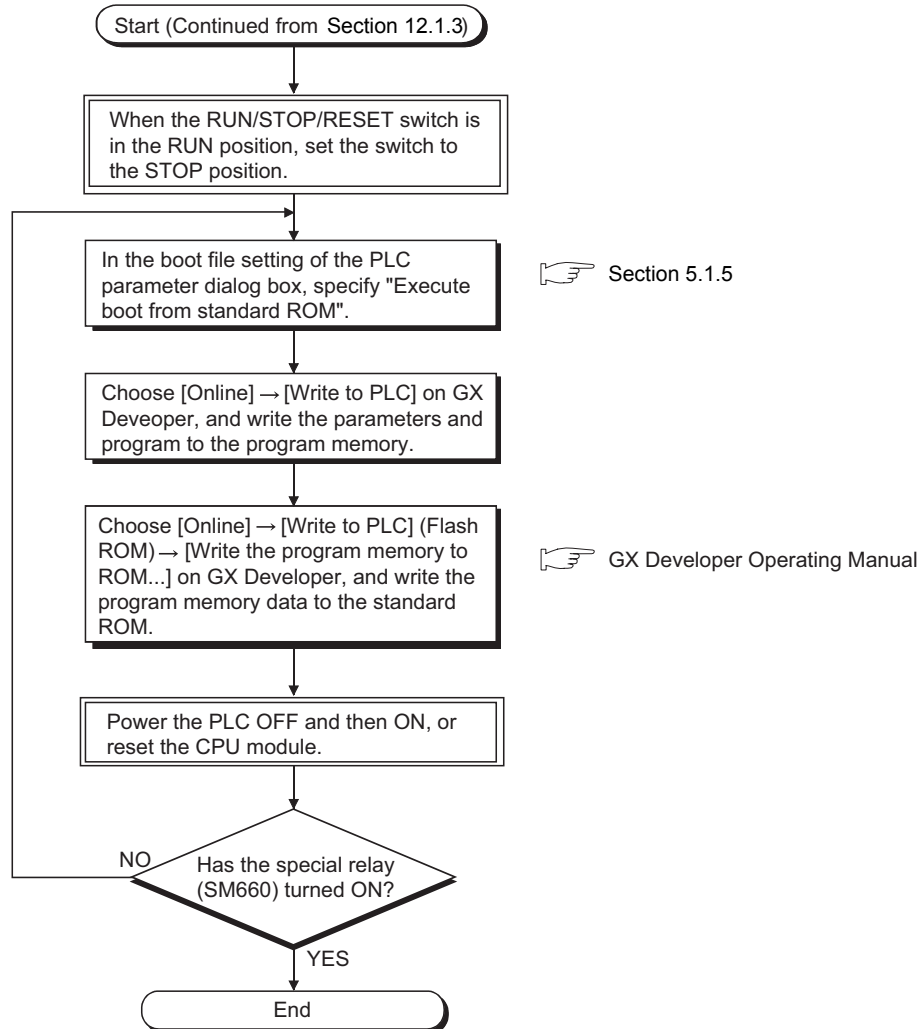 Start (Continued from Section 12.1.3)
When the RUN/STOP/RESET switch is
in the RUN position, set the switch to
the STOP position.
In the boot file setting of the PLC
parameter dialog box, specify "Execute
boot from standard ROM".
Section 5.1.5
Choose [Online] → [Write to PLC] on GX
Deveoper, and write the parameters and
program to the program memory.
Choose [Online] → [Write to PLC] (Flash
ROM) → [Write the program memory to
ROM...] on GX Developer, and write the
program memory data to the standard
ROM.
GX Developer Operating Manual
Power the PLC OFF and then ON, or
reset the CPU module.
NO
Has the special relay
(SM660) turned ON?
YES
End